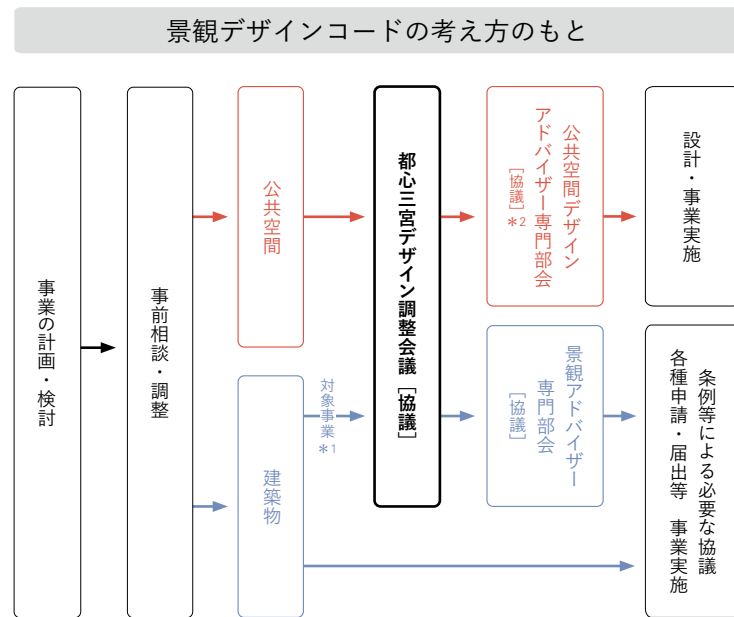 景観デザインコードの考え方のもと
事業の計画・検討
事前相談・調整
公共空間
建築物
対象事業
＊1
都心三宮デザイン調整会議［協議］
公共空間デザイン
アドバイザー専門部会
［協議］＊2
景観アドバイザー
専門部会
［協議］
設計・事業実施
条例等による必要な協議
各種申請・届出等　事業実施